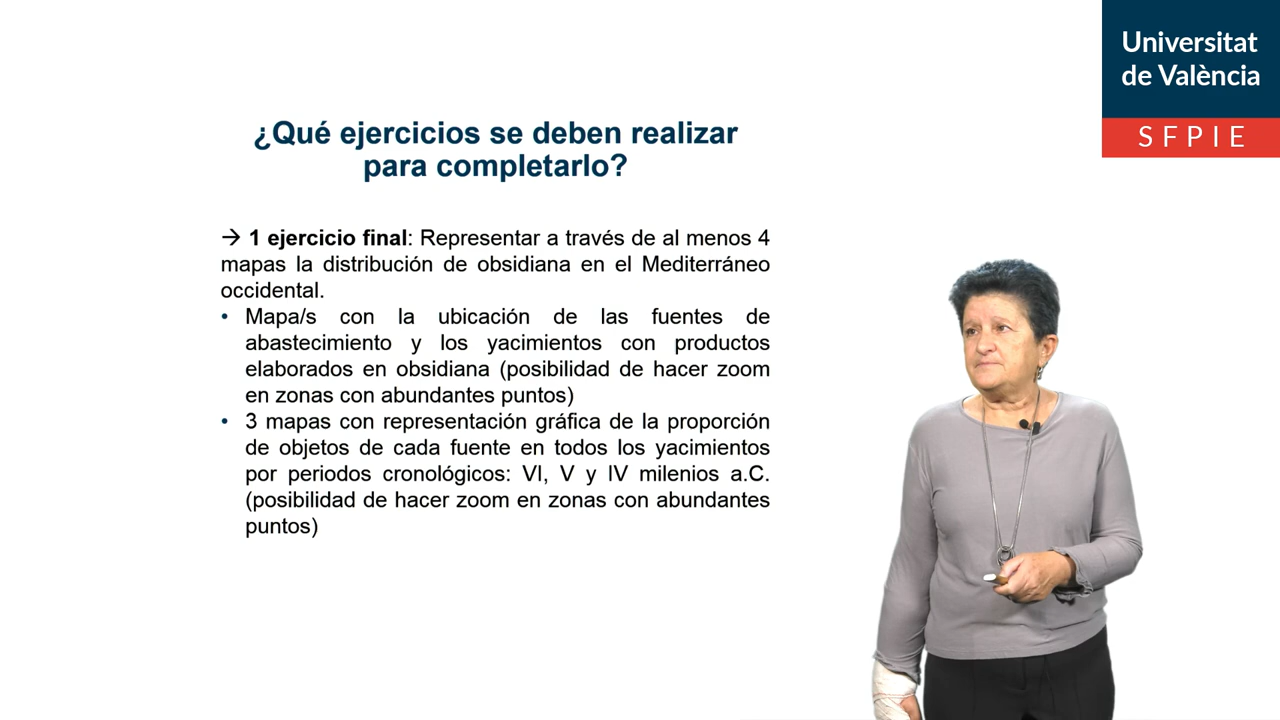 Universitat
de València
SFPIE
¿Qué ejercicios se deben realizar
para completarlo?
→ 1 ejercicio final: Representar a través de al menos 4
mapas la distribución de obsidiana en el Mediterráneo
occidental.
• Mapa/s con la ubicación de las fuentes de
abastecimiento y los yacimientos con productos
elaborados en obsidiana (posibilidad de hacer zoom
en zonas con abundantes puntos)
• 3 mapas con representación gráfica de la proporción
de objetos de cada fuente en todos los yacimientos
por periodos cronológicos: VI, V y IV milenios a.C.
(posibilidad de hacer zoom en zonas con abundantes
puntos)